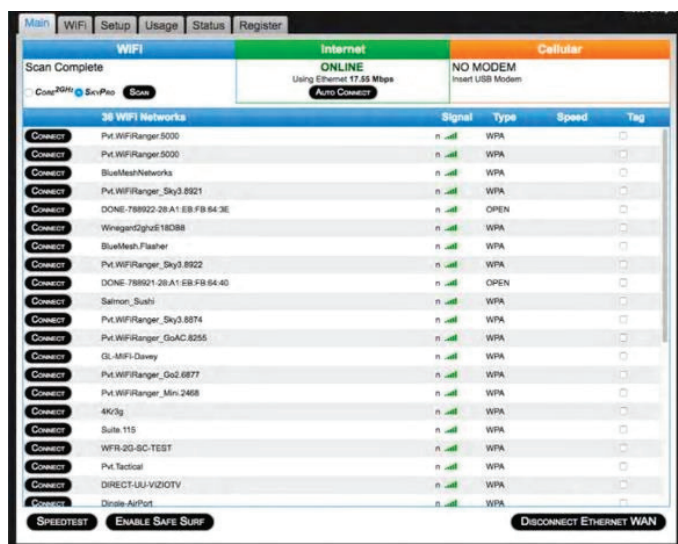 Main WiFi Setup Usage Status Register
WiFi Internet Cellular
Scan Complete ONLINE NO MODEM
Using Ethernet 17.55 Mbps Insert USB Modem
Core2GHz SkyPro Scan Auto Connect
36 WiFi Networks Signal Type Speed Tag
Connect Pvt.WiFiRanger.5000 n WPA
Connect Pvt.WiFiRanger.5000 n WPA
Connect BlueMeshNetworks n WPA
Connect Pvt.WiFiRanger_Sky3.8921 n WPA
Connect DONE-788922-28:A1:EB:FB:64:3E n OPEN
Connect Winegard2ghzE18DB8 n WPA
Connect BlueMesh.Flasher n WPA
Connect Pvt.WiFiRanger_Sky3.8922 n WPA
Connect DONE-788921-28:A1:EB:FB:64:40 n OPEN
Connect Salmon_Sushi n WPA
Connect Pvt.WiFiRanger_Sky3.8874 n WPA
Connect Pvt.WiFiRanger_GoAC.8255 n WPA
Connect GL-MIFI-Davey n WPA
Connect Pvt.WiFiRanger_Go2.6877 n WPA
Connect Pvt.WiFiRanger_Mini.2468 n WPA
Connect 4Kr3g n WPA
Connect Suite.115 n WPA
Connect WFR-2G-SC-TEST n WPA
Connect Pvt.Tactical n WPA
Connect DIRECT-UU-VIZIOTV n WPA
Connect Dingle-AirPort n WPA
Speedtest Enable Safe Surf Disconnect Ethernet WAN